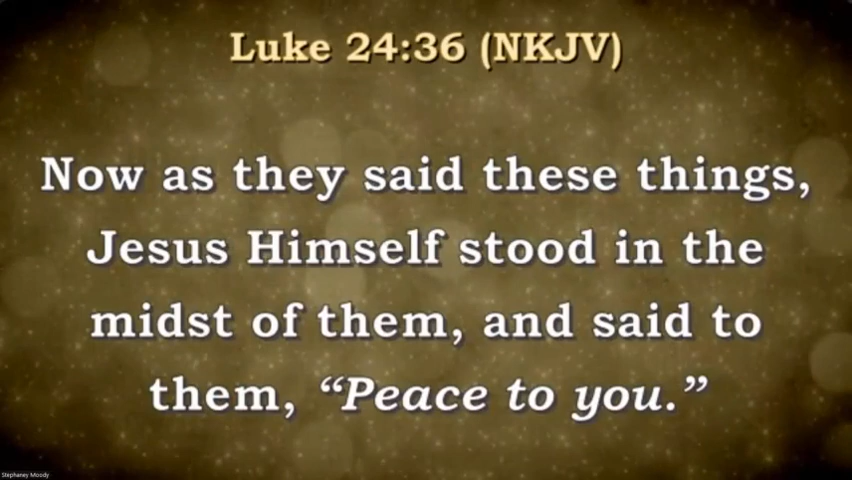 Luke 24:36 (NKJV)
Now as they said these things,
Jesus Himself stood in the
midst of them, and said to
them, “Peace to you.”
Stephaney Moody